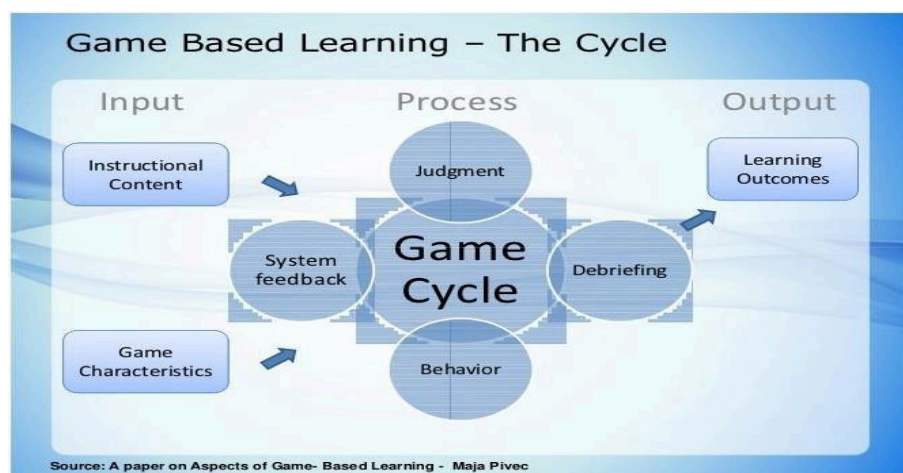 Game Based Learning – The Cycle
Input
Process
Output
Instructional
Content
Judgment
Learning
Outcomes
System
feedback
Game
Cycle
Debriefing
Game
Characteristics
Behavior
Source: A paper on Aspects of Game- Based Learning - Maja Pivec